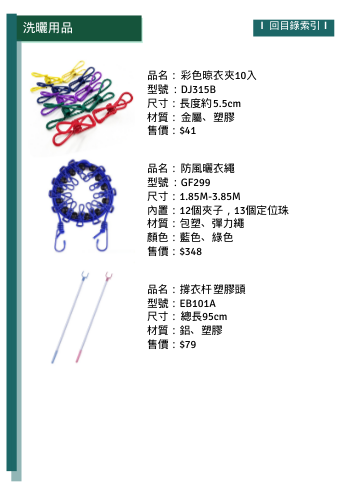 洗曬用品
I 回目錄索引 I
品名：彩色晾衣夾10入
型號：DJ315B
尺寸：長度約5.5cm
材質：金屬、塑膠
售價：$41
品名：防風曬衣繩
型號：GF299
尺寸：1.85M-3.85M
內置：12個夾子，13個定位珠
材質：包塑、彈力繩
顏色：藍色、綠色
售價：$348
品名：撐衣杆塑膠頭
型號：EB101A
尺寸：總長95cm
材質：鋁、塑膠
售價：$79